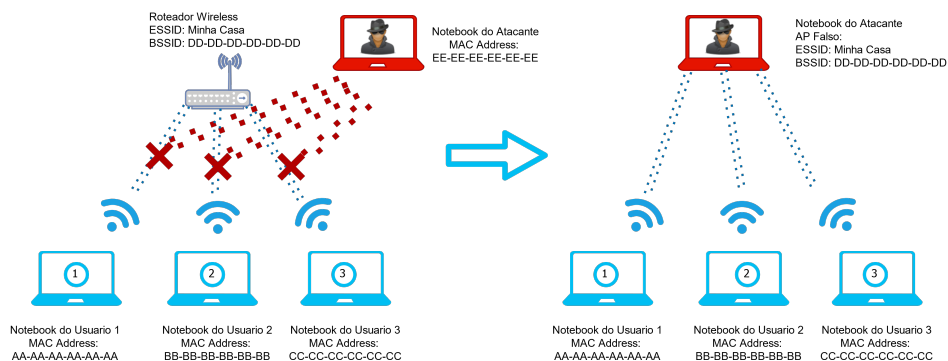 Roteador Wireless
ESSID: Minha Casa
BSSID: DD-DD-DD-DD-DD-DD
Notebook do Atacante
MAC Address:
EE-EE-EE-EE-EE-EE
1
2
3
Notebook do Usuario 1
MAC Address:
AA-AA-AA-AA-AA-AA
Notebook do Usuario 2
MAC Address:
BB-BB-BB-BB-BB-BB
Notebook do Usuario 3
MAC Address:
CC-CC-CC-CC-CC-CC
Notebook do Atacante
AP Falso:
ESSID: Minha Casa
BSSID: DD-DD-DD-DD-DD-DD
1
2
3
Notebook do Usuario 1
MAC Address:
AA-AA-AA-AA-AA-AA
Notebook do Usuario 2
MAC Address:
BB-BB-BB-BB-BB-BB
Notebook do Usuario 3
MAC Address:
CC-CC-CC-CC-CC-CC